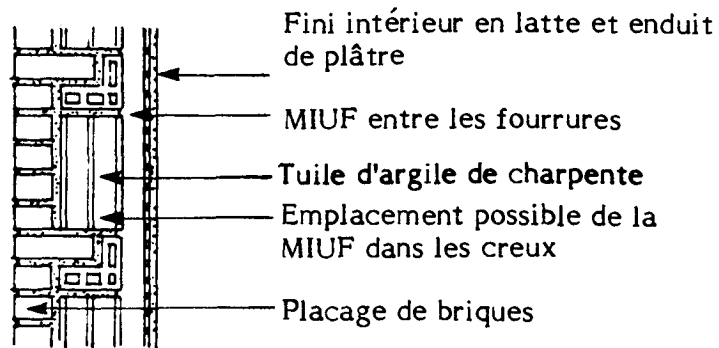 Fini intérieur en latte et enduit
de plâtre
MIUF entre les fourrures
Tuile d'argile de charpente
Emplacement possible de la
MIUF dans les creux
Placage de briques